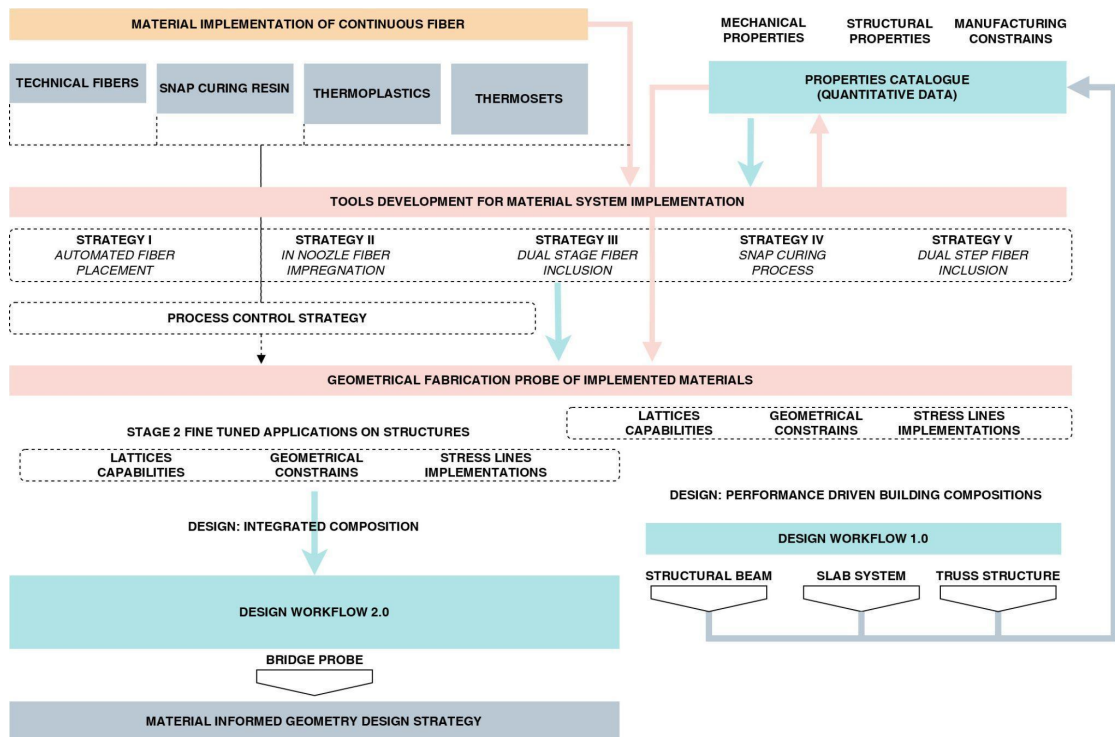 MATERIAL IMPLEMENTATION OF CONTINUOUS FIBER
TECHNICAL FIBERS
SNAP CURING RESIN
THERMOPLASTICS
THERMOSETS
MECHANICAL
PROPERTIES
STRUCTURAL
PROPERTIES
MANUFACTURING
CONSTRAINS
PROPERTIES CATALOGUE
(QUANTITATIVE DATA)
TOOLS DEVELOPMENT FOR MATERIAL SYSTEM IMPLEMENTATION
STRATEGY I
AUTOMATED FIBER
PLACEMENT
STRATEGY II
IN NOOZLE FIBER
IMPREGNATION
STRATEGY III
DUAL STAGE FIBER
INCLUSION
STRATEGY IV
SNAP CURING
PROCESS
STRATEGY V
DUAL STEP FIBER
INCLUSION
PROCESS CONTROL STRATEGY
GEOMETRICAL FABRICATION PROBE OF IMPLEMENTED MATERIALS
LATTICES
CAPABILITIES
GEOMETRICAL
CONSTRAINS
STRESS LINES
IMPLEMENTATIONS
STAGE 2 FINE TUNED APPLICATIONS ON STRUCTURES
LATTICES
CAPABILITIES
GEOMETRICAL
CONSTRAINS
STRESS LINES
IMPLEMENTATIONS
DESIGN: INTEGRATED COMPOSITION
DESIGN WORKFLOW 2.0
BRIDGE PROBE
MATERIAL INFORMED GEOMETRY DESIGN STRATEGY
DESIGN: PERFORMANCE DRIVEN BUILDING COMPOSITIONS
DESIGN WORKFLOW 1.0
STRUCTURAL BEAM
SLAB SYSTEM
TRUSS STRUCTURE